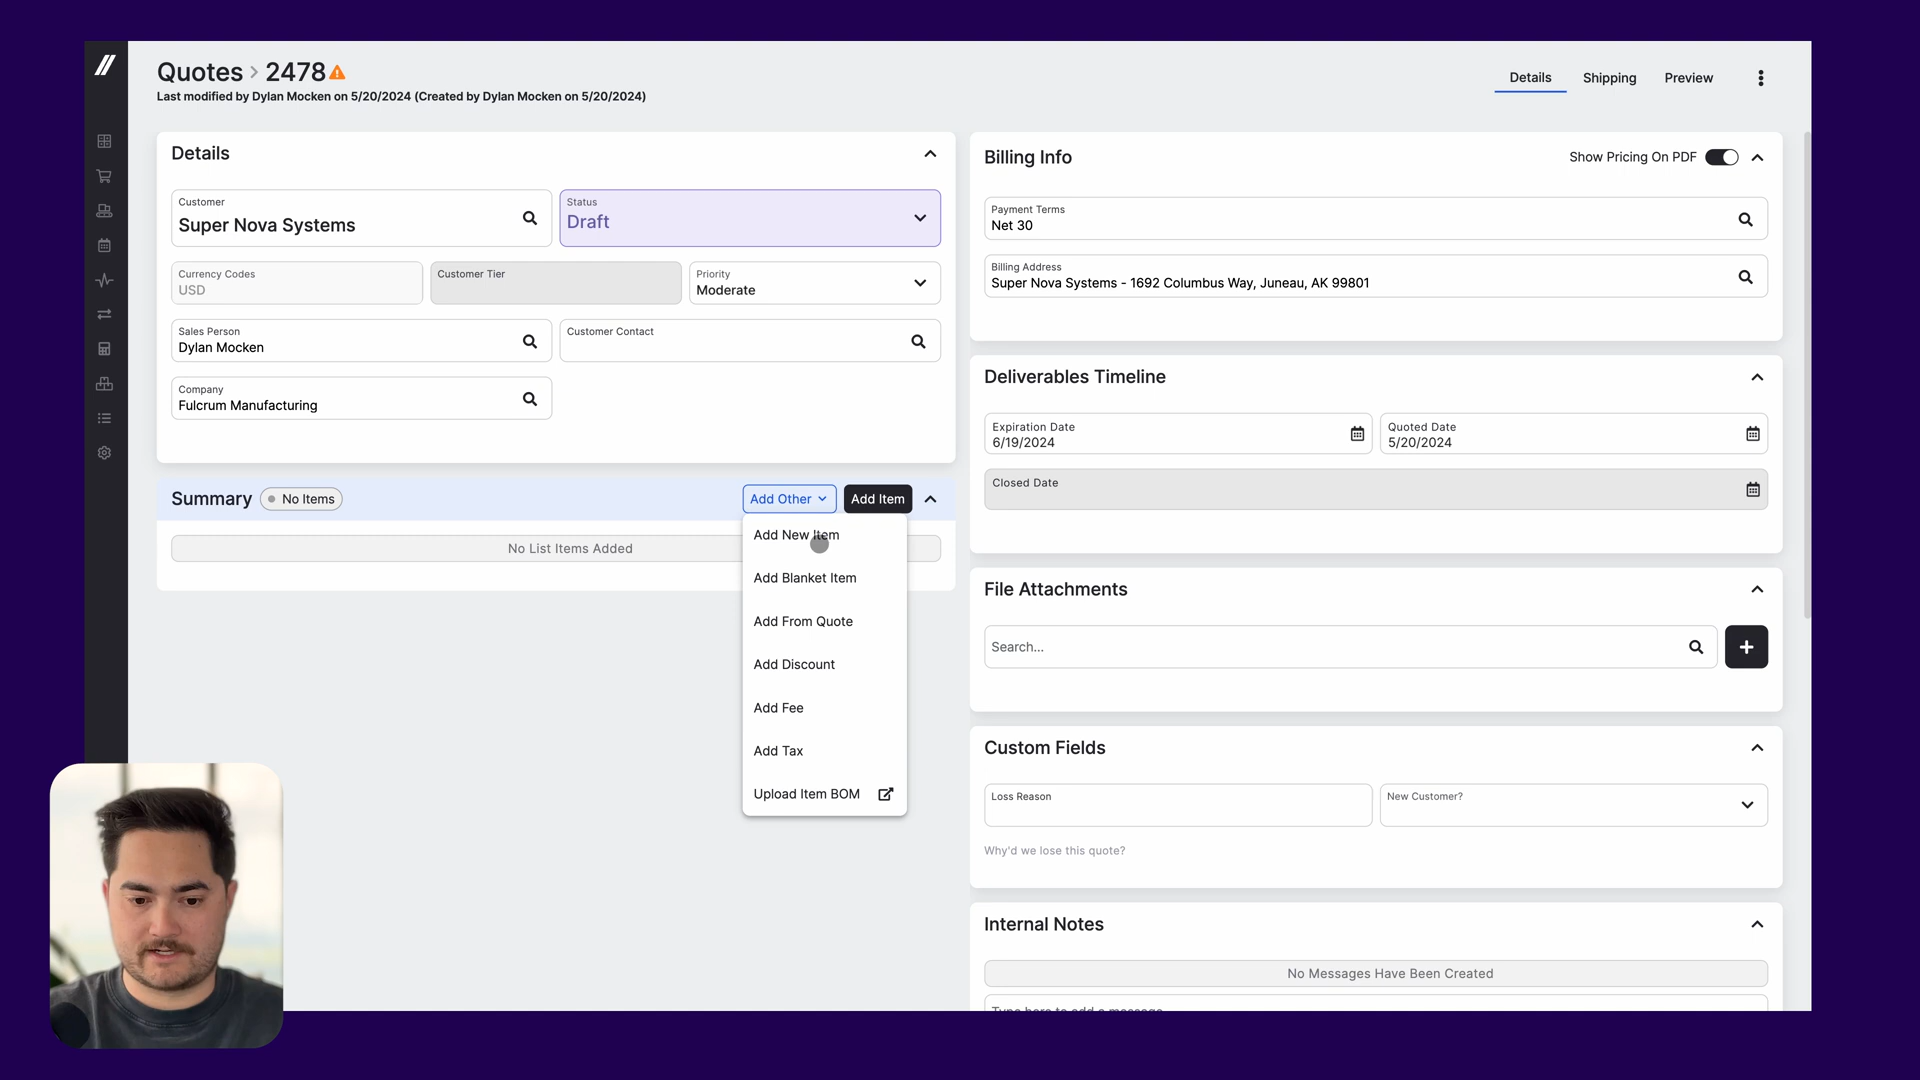 Quotes > 2478
Last modified by Dylan Mocken on 5/20/2024 (Created by Dylan Mocken on 5/20/2024)
Details
Shipping
Preview
Details
Customer
Super Nova Systems
Status
Draft
Currency Codes
USD
Customer Tier
Priority
Moderate
Sales Person
Dylan Mocken
Customer Contact
Company
Fulcrum Manufacturing
Summary
No Items
Add Other
Add Item
No List Items Added
Add New Item
Add Blanket Item
Add From Quote
Add Discount
Add Fee
Add Tax
Upload Item BOM
Billing Info
Show Pricing On PDF
Payment Terms
Net 30
Billing Address
Super Nova Systems - 1692 Columbus Way, Juneau, AK 99801
Deliverables Timeline
Expiration Date
6/19/2024
Quoted Date
5/20/2024
Closed Date
File Attachments
Search...
Custom Fields
Loss Reason
New Customer?
Why'd we lose this quote?
Internal Notes
No Messages Have Been Created
Type here to add a message